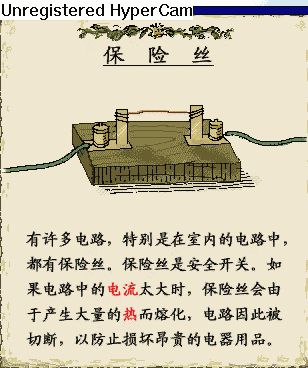 Unregistered HyperCam
保 险 丝
有许多电路，特别是在室内的电路中，
都有保险丝。保险丝是安全开关。如
果电路中的电流太大时，保险丝会由
于产生大量的热而熔化，电路因此被
切断，以防止损坏昂贵的电器用品。